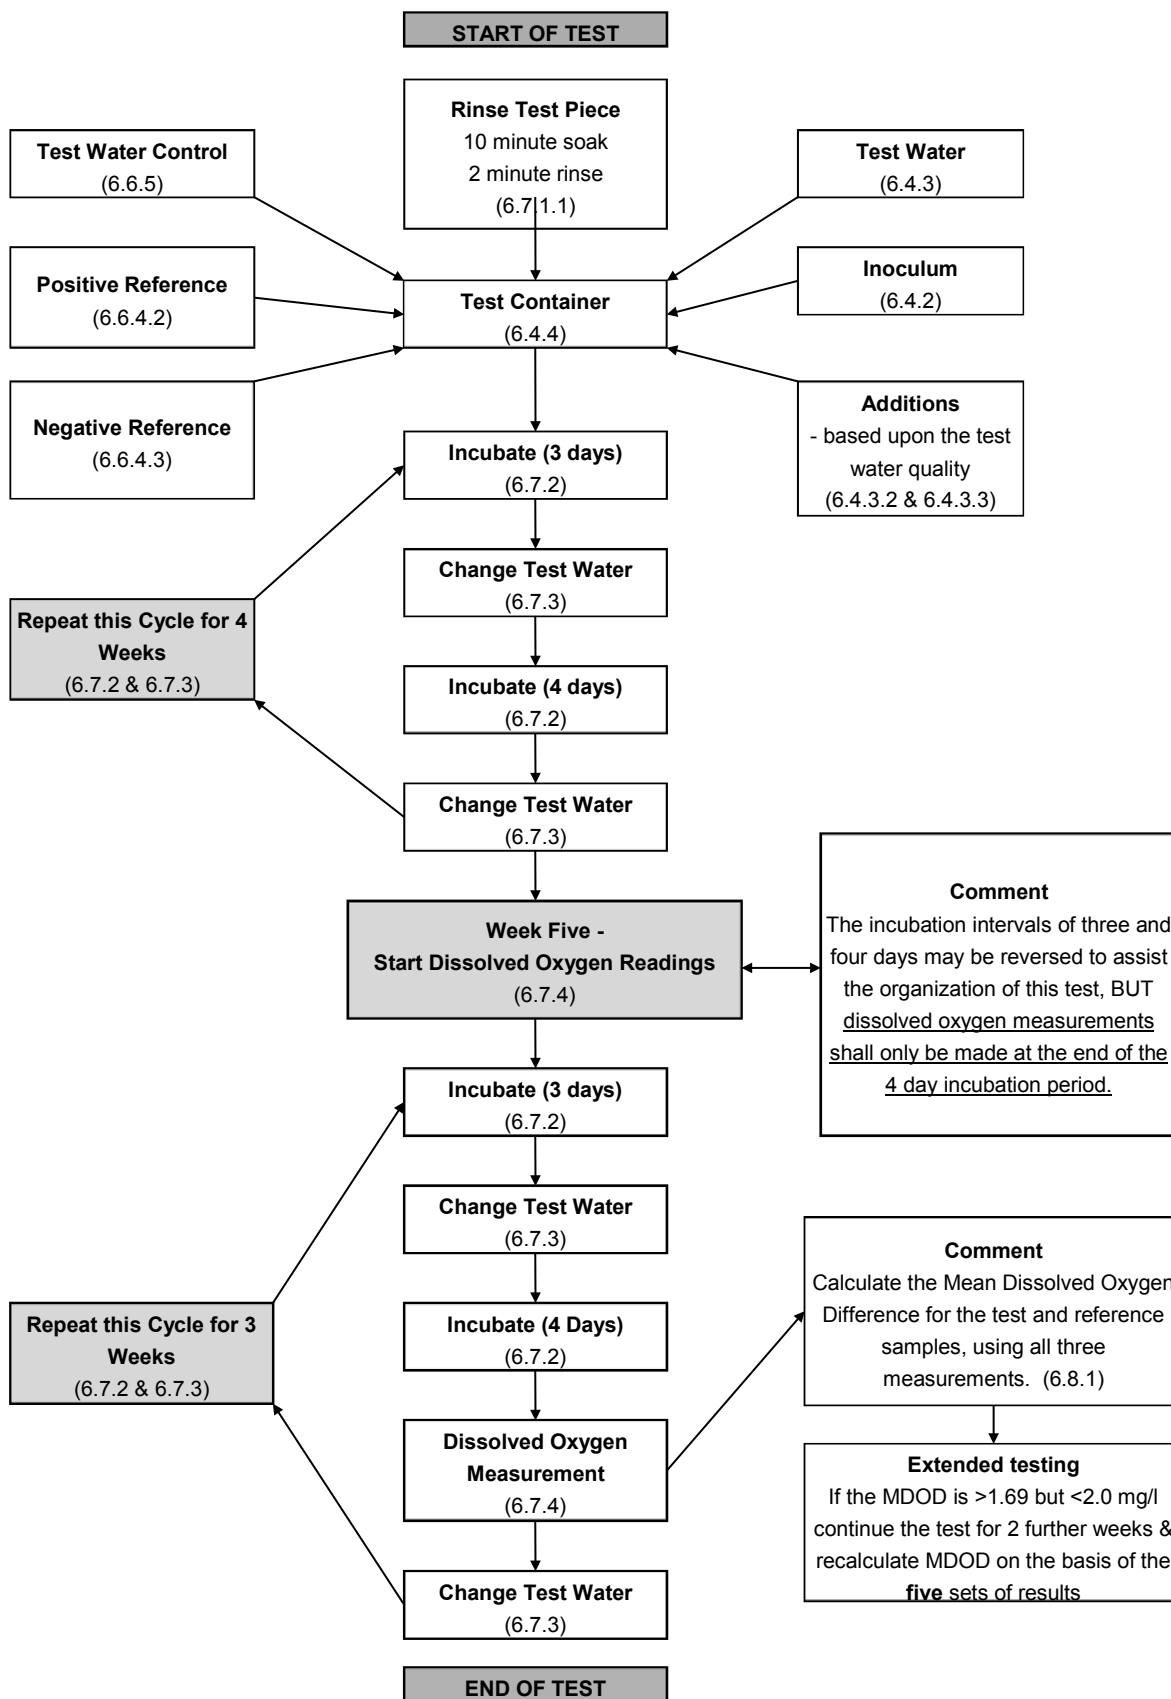 START OF TEST
Rinse Test Piece
10 minute soak
2 minute rinse
(6.7.1.1)
Test Water Control
(6.6.5)
Test Water
(6.4.3)
Positive Reference
(6.6.4.2)
Inoculum
(6.4.2)
Test Container
(6.4.4)
Negative Reference
(6.6.4.3)
Additions
- based upon the test
water quality
(6.4.3.2 & 6.4.3.3)
Incubate (3 days)
(6.7.2)
Change Test Water
(6.7.3)
Repeat this Cycle for 4
Weeks
(6.7.2 & 6.7.3)
Incubate (4 days)
(6.7.2)
Change Test Water
(6.7.3)
Week Five -
Start Dissolved Oxygen Readings
(6.7.4)
Comment
The incubation intervals of three and
four days may be reversed to assist
the organization of this test, BUT
dissolved oxygen measurements
shall only be made at the end of the
4 day incubation period.
Incubate (3 days)
(6.7.2)
Change Test Water
(6.7.3)
Repeat this Cycle for 3
Weeks
(6.7.2 & 6.7.3)
Incubate (4 Days)
(6.7.2)
Comment
Calculate the Mean Dissolved Oxygen
Difference for the test and reference
samples, using all three
measurements. (6.8.1)
Dissolved Oxygen
Measurement
(6.7.4)
Extended testing
If the MDOD is >1.69 but <2.0 mg/l
continue the test for 2 further weeks &
recalculate MDOD on the basis of the
five sets of results
Change Test Water
(6.7.3)
END OF TEST